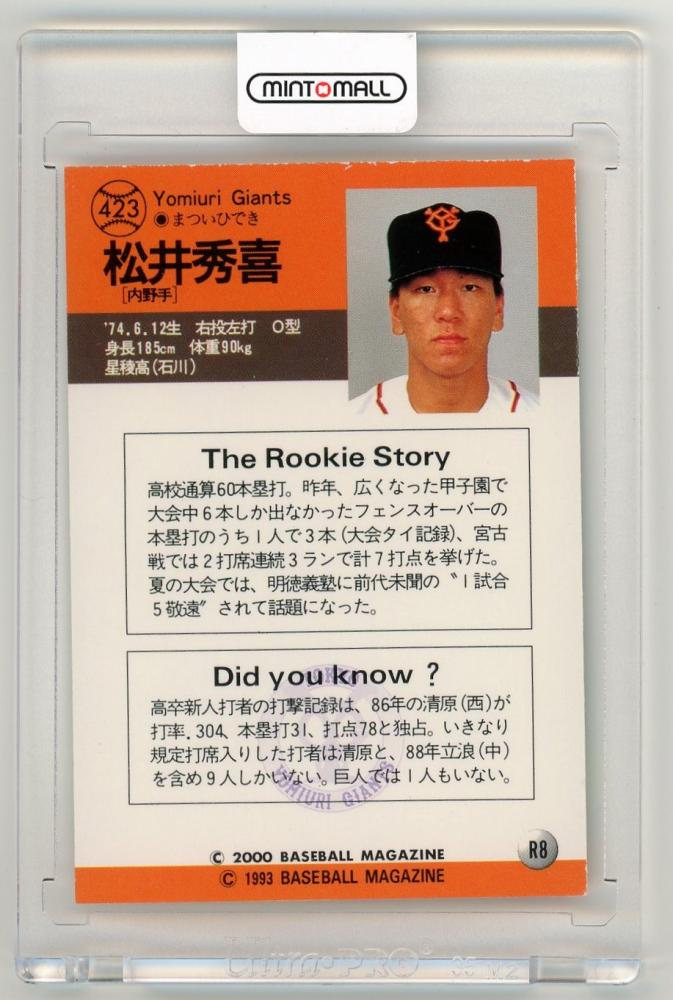 MINT MALL
423
Yomiuri Giants
◉まついひでき
松井秀喜
[内野手]
'74.6.12生 右投左打 O型
身長185cm 体重90kg
星稜高(石川)
The Rookie Story
高校通算60本塁打。昨年、広くなった甲子園で
大会中6本しか出なかったフェンスオーバーの
本塁打のうち1人で3本(大会タイ記録)、宮古
戦では2打席連続3ランで計7打点を挙げた。
夏の大会では、明徳義塾に前代未聞の〝1試合
5敬遠〟されて話題になった。
Did you know ?
高卒新人打者の打撃記録は、86年の清原(西)が
打率.304、本塁打31、打点78と独占。いきなり
規定打席入りした打者は清原と、88年立浪(中)
を含め9人しかいない。巨人では1人もいない。
TOKYO
YOMIURI GIANTS
© 2000 BASEBALL MAGAZINE
R8
© 1993 BASEBALL MAGAZINE
Ultra-PRO®